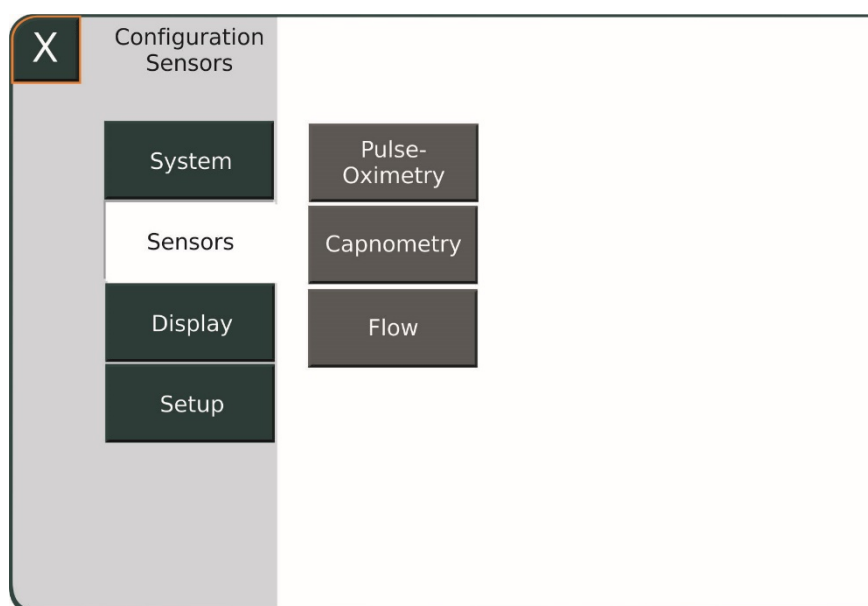 X
Configuration
Sensors
System
Sensors
Display
Setup
Pulse-
Oximetry
Capnometry
Flow